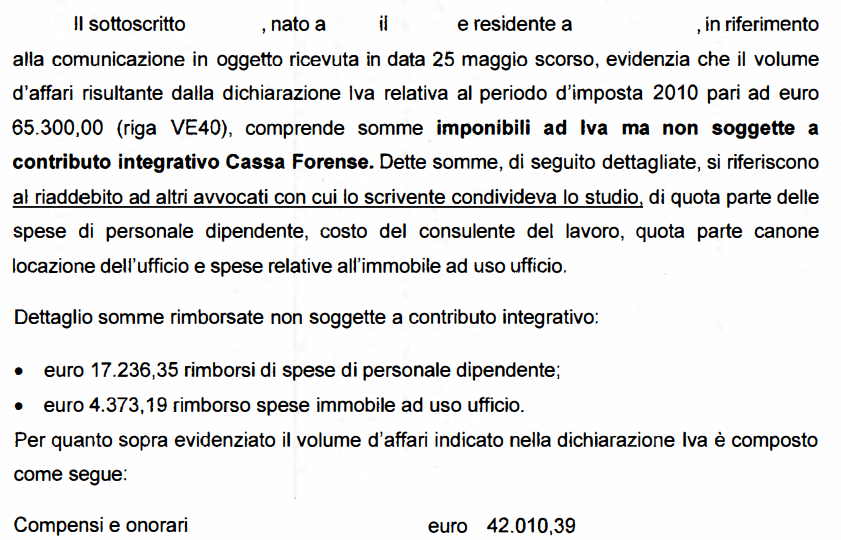 Il sottoscritto , nato a il e residente a , in riferimento
alla comunicazione in oggetto ricevuta in data 25 maggio scorso, evidenzia che il volume
d'affari risultante dalla dichiarazione Iva relativa al periodo d'imposta 2010 pari ad euro
65.300,00 (riga VE40), comprende somme imponibili ad Iva ma non soggette a
contributo integrativo Cassa Forense. Dette somme, di seguito dettagliate, si riferiscono
al riaddebito ad altri avvocati con cui lo scrivente condivideva lo studio, di quota parte delle
spese di personale dipendente, costo del consulente del lavoro, quota parte canone
locazione dell'ufficio e spese relative all'immobile ad uso ufficio.
Dettaglio somme rimborsate non soggette a contributo integrativo:
• euro 17.236,35 rimborsi di spese di personale dipendente;
• euro 4.373,19 rimborso spese immobile ad uso ufficio.
Per quanto sopra evidenziato il volume d'affari indicato nella dichiarazione Iva è composto
come segue:
Compensi e onorari euro 42.010,39